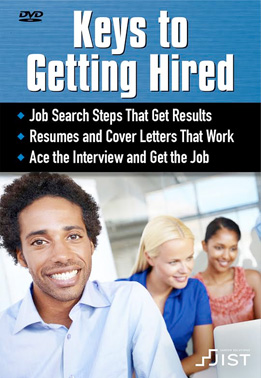 DVD
Keys to
Getting Hired
Job Search Steps That Get Results
Resumes and Cover Letters That Work
Ace the Interview and Get the Job
JIST